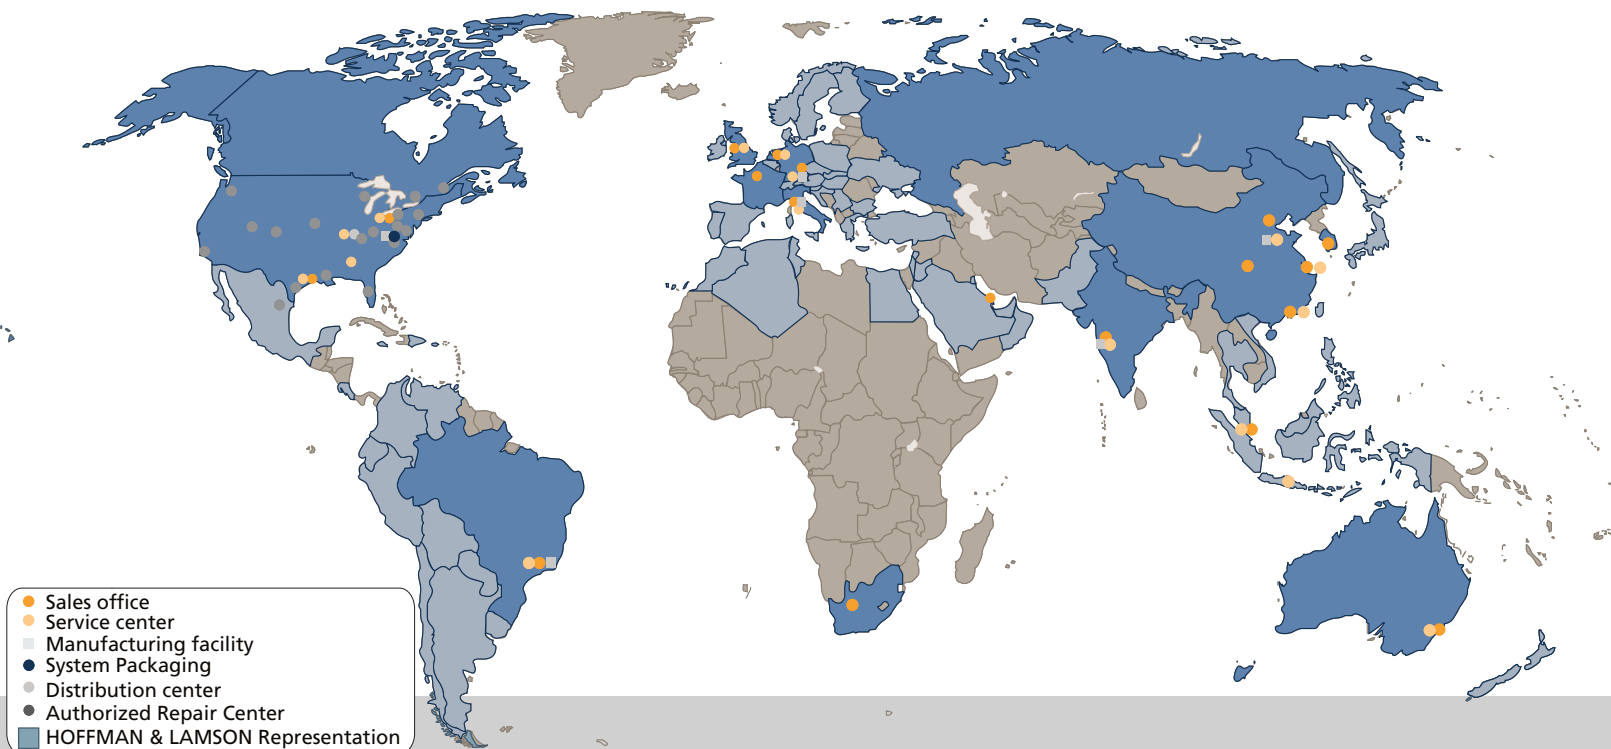 Sales office
Service center
Manufacturing facility
System Packaging
Distribution center
Authorized Repair Center
HOFFMAN & LAMSON Representation